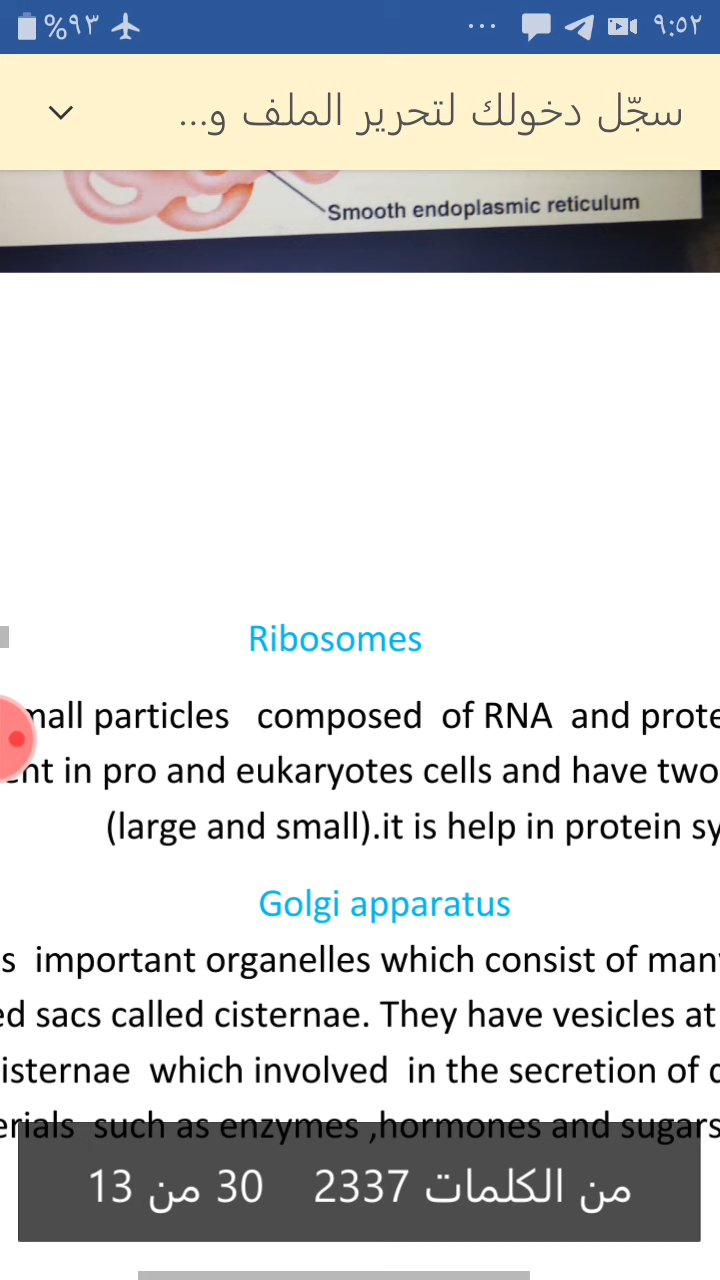 %٩٣ ... ٩:٥٢
سجّل دخولك لتحرير الملف و...
Smooth endoplasmic reticulum
Ribosomes
mall particles composed of RNA and prote
ent in pro and eukaryotes cells and have two
(large and small).it is help in protein sy
Golgi apparatus
s important organelles which consist of man
ed sacs called cisternae. They have vesicles at
isternae which involved in the secretion of
erials such as enzymes ,hormones and sugars
13 من 30 2337 من الكلمات